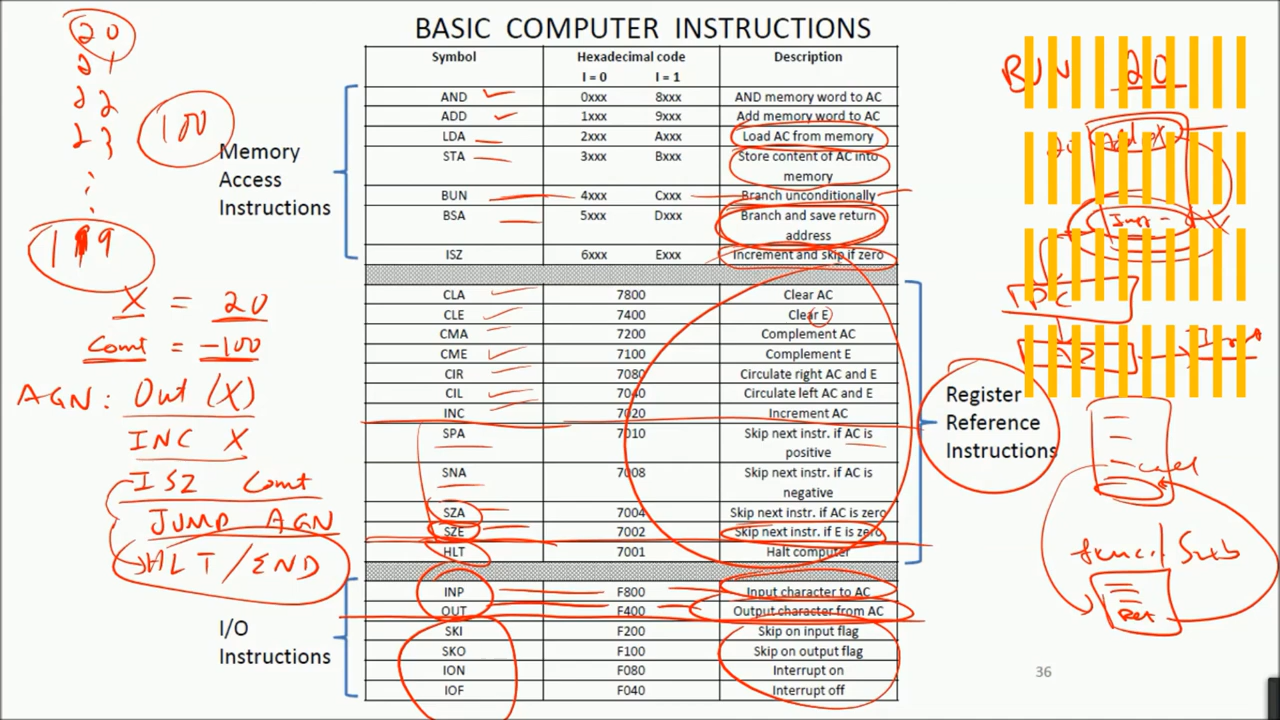 BASIC COMPUTER INSTRUCTIONS
Symbol Hexadecimal code Description
I = 0 I = 1
AND 0xxx 8xxx AND memory word to AC
ADD 1xxx 9xxx Add memory word to AC
LDA 2xxx Axxx Load AC from memory
STA 3xxx Bxxx Store content of AC into
memory
BUN 4xxx Cxxx Branch unconditionally
BSA 5xxx Dxxx Branch and save return
address
ISZ 6xxx Exxx Increment and skip if zero
CLA 7800 Clear AC
CLE 7400 Clear E
CMA 7200 Complement AC
CME 7100 Complement E
CIR 7080 Circulate right AC and E
CIL 7040 Circulate left AC and E
INC 7020 Increment AC
SPA 7010 Skip next instr. if AC is
positive
SNA 7008 Skip next instr. if AC is
negative
SZA 7004 Skip next instr. if AC is zero
SZE 7002 Skip next instr. if E is zero
HLT 7001 Halt computer
INP F800 Input character to AC
OUT F400 Output character from AC
SKI F200 Skip on input flag
SKO F100 Skip on output flag
ION F080 Interrupt on
IOF F040 Interrupt off
Memory
Access
Instructions
Register
Reference
Instructions
I/O
Instructions
36
20
21
22
23
100
119
X = 20
Count = -100
AGN: Out (X)
INC X
ISZ Count
JUMP AGN
HLT / END
BUN 20
PC
Ret